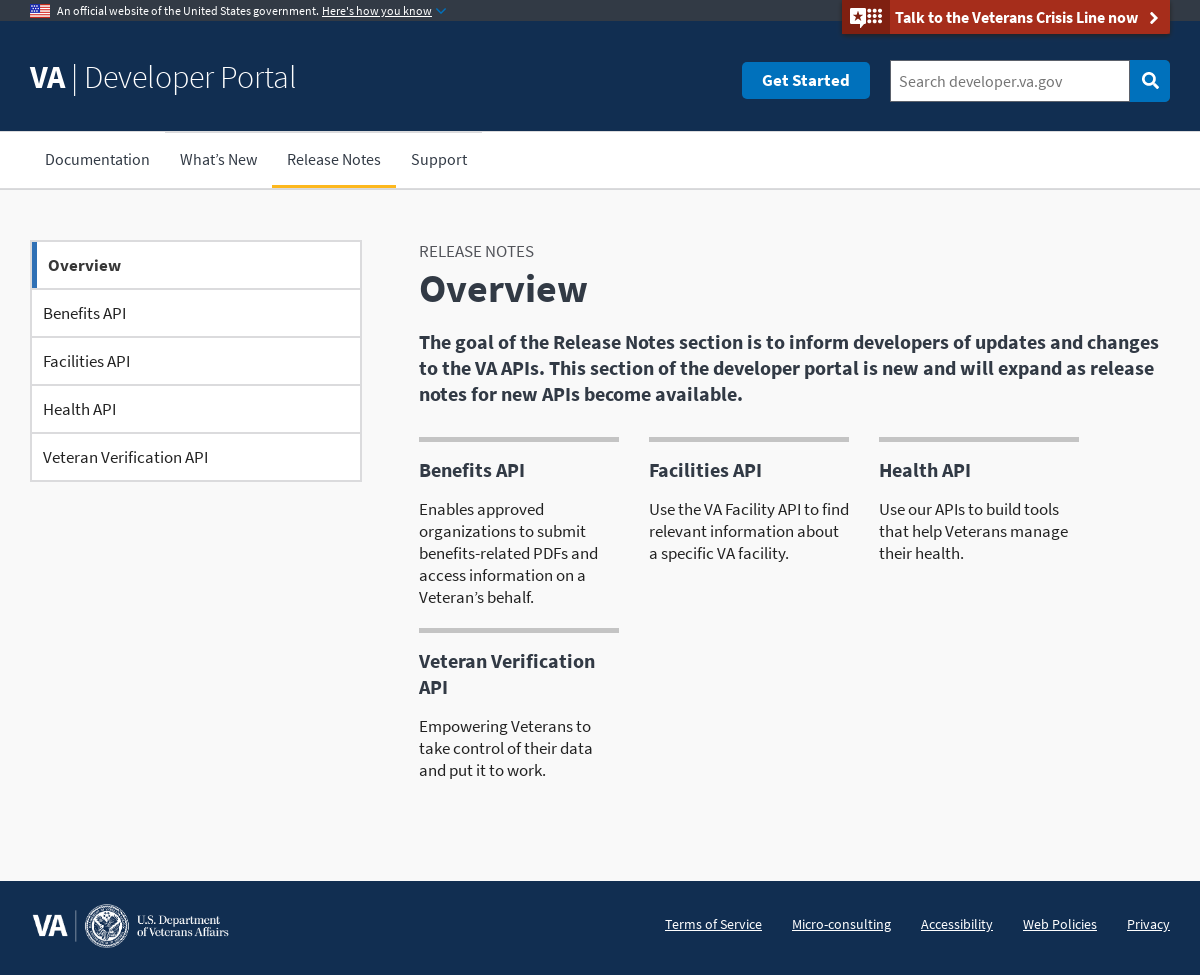 An official website of the United States government. Here's how you know
Talk to the Veterans Crisis Line now
VA | Developer Portal
Get Started
Search developer.va.gov
Documentation
What’s New
Release Notes
Support
Overview
Benefits API
Facilities API
Health API
Veteran Verification API
RELEASE NOTES
Overview
The goal of the Release Notes section is to inform developers of updates and changes
to the VA APIs. This section of the developer portal is new and will expand as release
notes for new APIs become available.
Benefits API
Enables approved
organizations to submit
benefits-related PDFs and
access information on a
Veteran’s behalf.
Facilities API
Use the VA Facility API to find
relevant information about
a specific VA facility.
Health API
Use our APIs to build tools
that help Veterans manage
their health.
Veteran Verification
API
Empowering Veterans to
take control of their data
and put it to work.
VA
U.S. Department
of Veterans Affairs
Terms of Service
Micro-consulting
Accessibility
Web Policies
Privacy